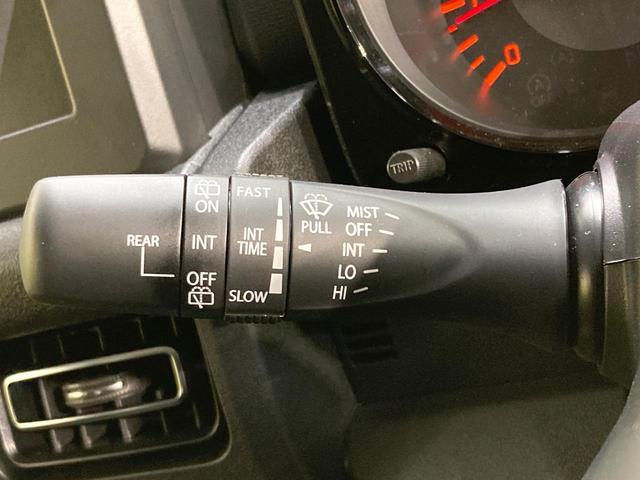 TRIP
REAR
ON
INT
OFF
FAST
INT
TIME
SLOW
PULL
MIST
OFF
INT
LO
HI
0